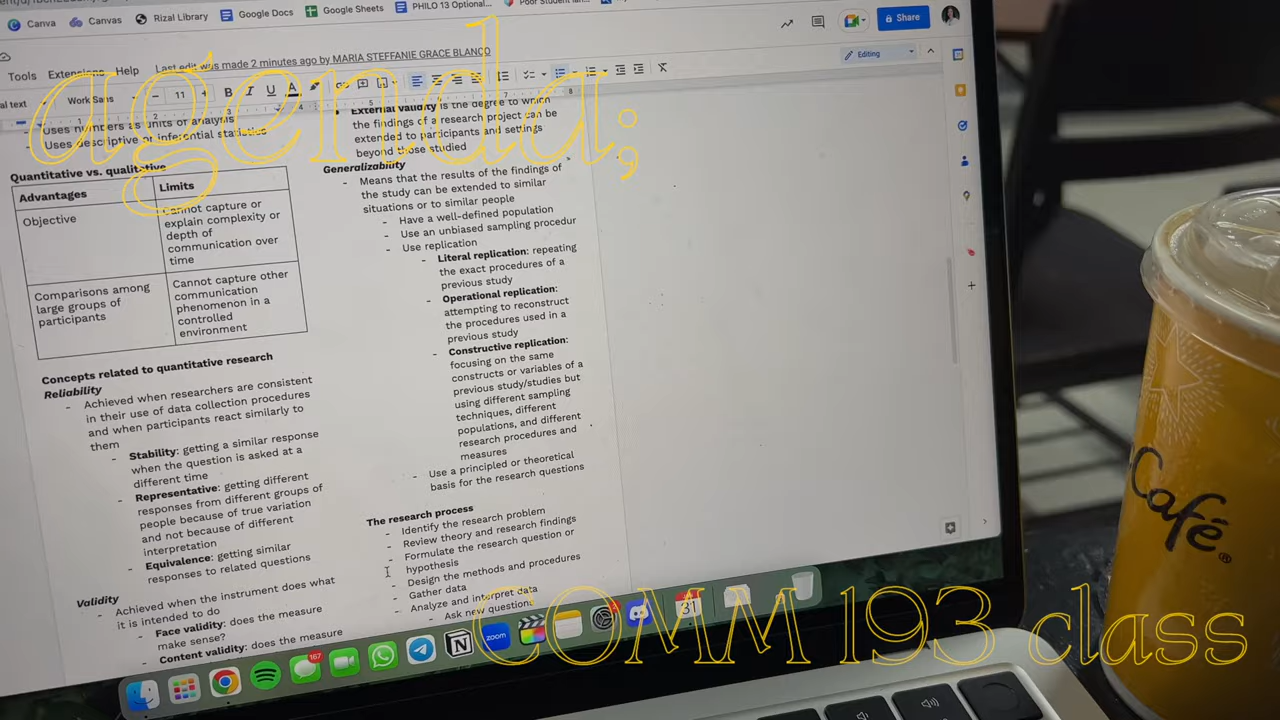 Canva
Canvas
Rizal Library
Google Docs
Google Sheets
PHILO 13 Optional...
Share
Tools
Extensions
Help
Last edit was made 2 minutes ago by MARIA STEFFANIE GRACE BLANCO
Editing
al text
Work Sans
11
B I U A
agenda;
Uses numbers as units of analysis
Uses descriptive or inferential statistics
Quantitative vs. qualitative
Advantages
Limits
Objective
Cannot capture or
explain complexity or
depth of
communication over
time
Comparisons among
large groups of
participants
Cannot capture other
communication
phenomenon in a
controlled
environment
Concepts related to quantitative research
Reliability
- Achieved when researchers are consistent
in their use of data collection procedures
and when participants react similarly to
them
- Stability: getting a similar response
when the question is asked at a
different time
- Representative: getting different
responses from different groups of
people because of true variation
and not because of different
interpretation
- Equivalence: getting similar
responses to related questions
Validity
- Achieved when the instrument does what
it is intended to do
- Face validity: does the measure
make sense?
- Content validity: does the measure
External validity is the degree to which
the findings of a research project can be
extended to participants and settings
beyond those studied
Generalizability
- Means that the results of the findings of
the study can be extended to similar
situations or to similar people
- Have a well-defined population
- Use an unbiased sampling procedur
- Use replication
- Literal replication: repeating
the exact procedures of a
previous study
- Operational replication:
attempting to reconstruct
the procedures used in a
previous study
- Constructive replication:
focusing on the same
constructs or variables of a
previous study/studies but
using different sampling
techniques, different
populations, and different
research procedures and
measures
- Use a principled or theoretical
basis for the research questions
The research process
- Identify the research problem
- Review theory and research findings
- Formulate the research question or
hypothesis
- Design the methods and procedures
- Gather data
- Analyze and interpret data
- Ask new questions
167
zoom
31
COMM 193 class
Café